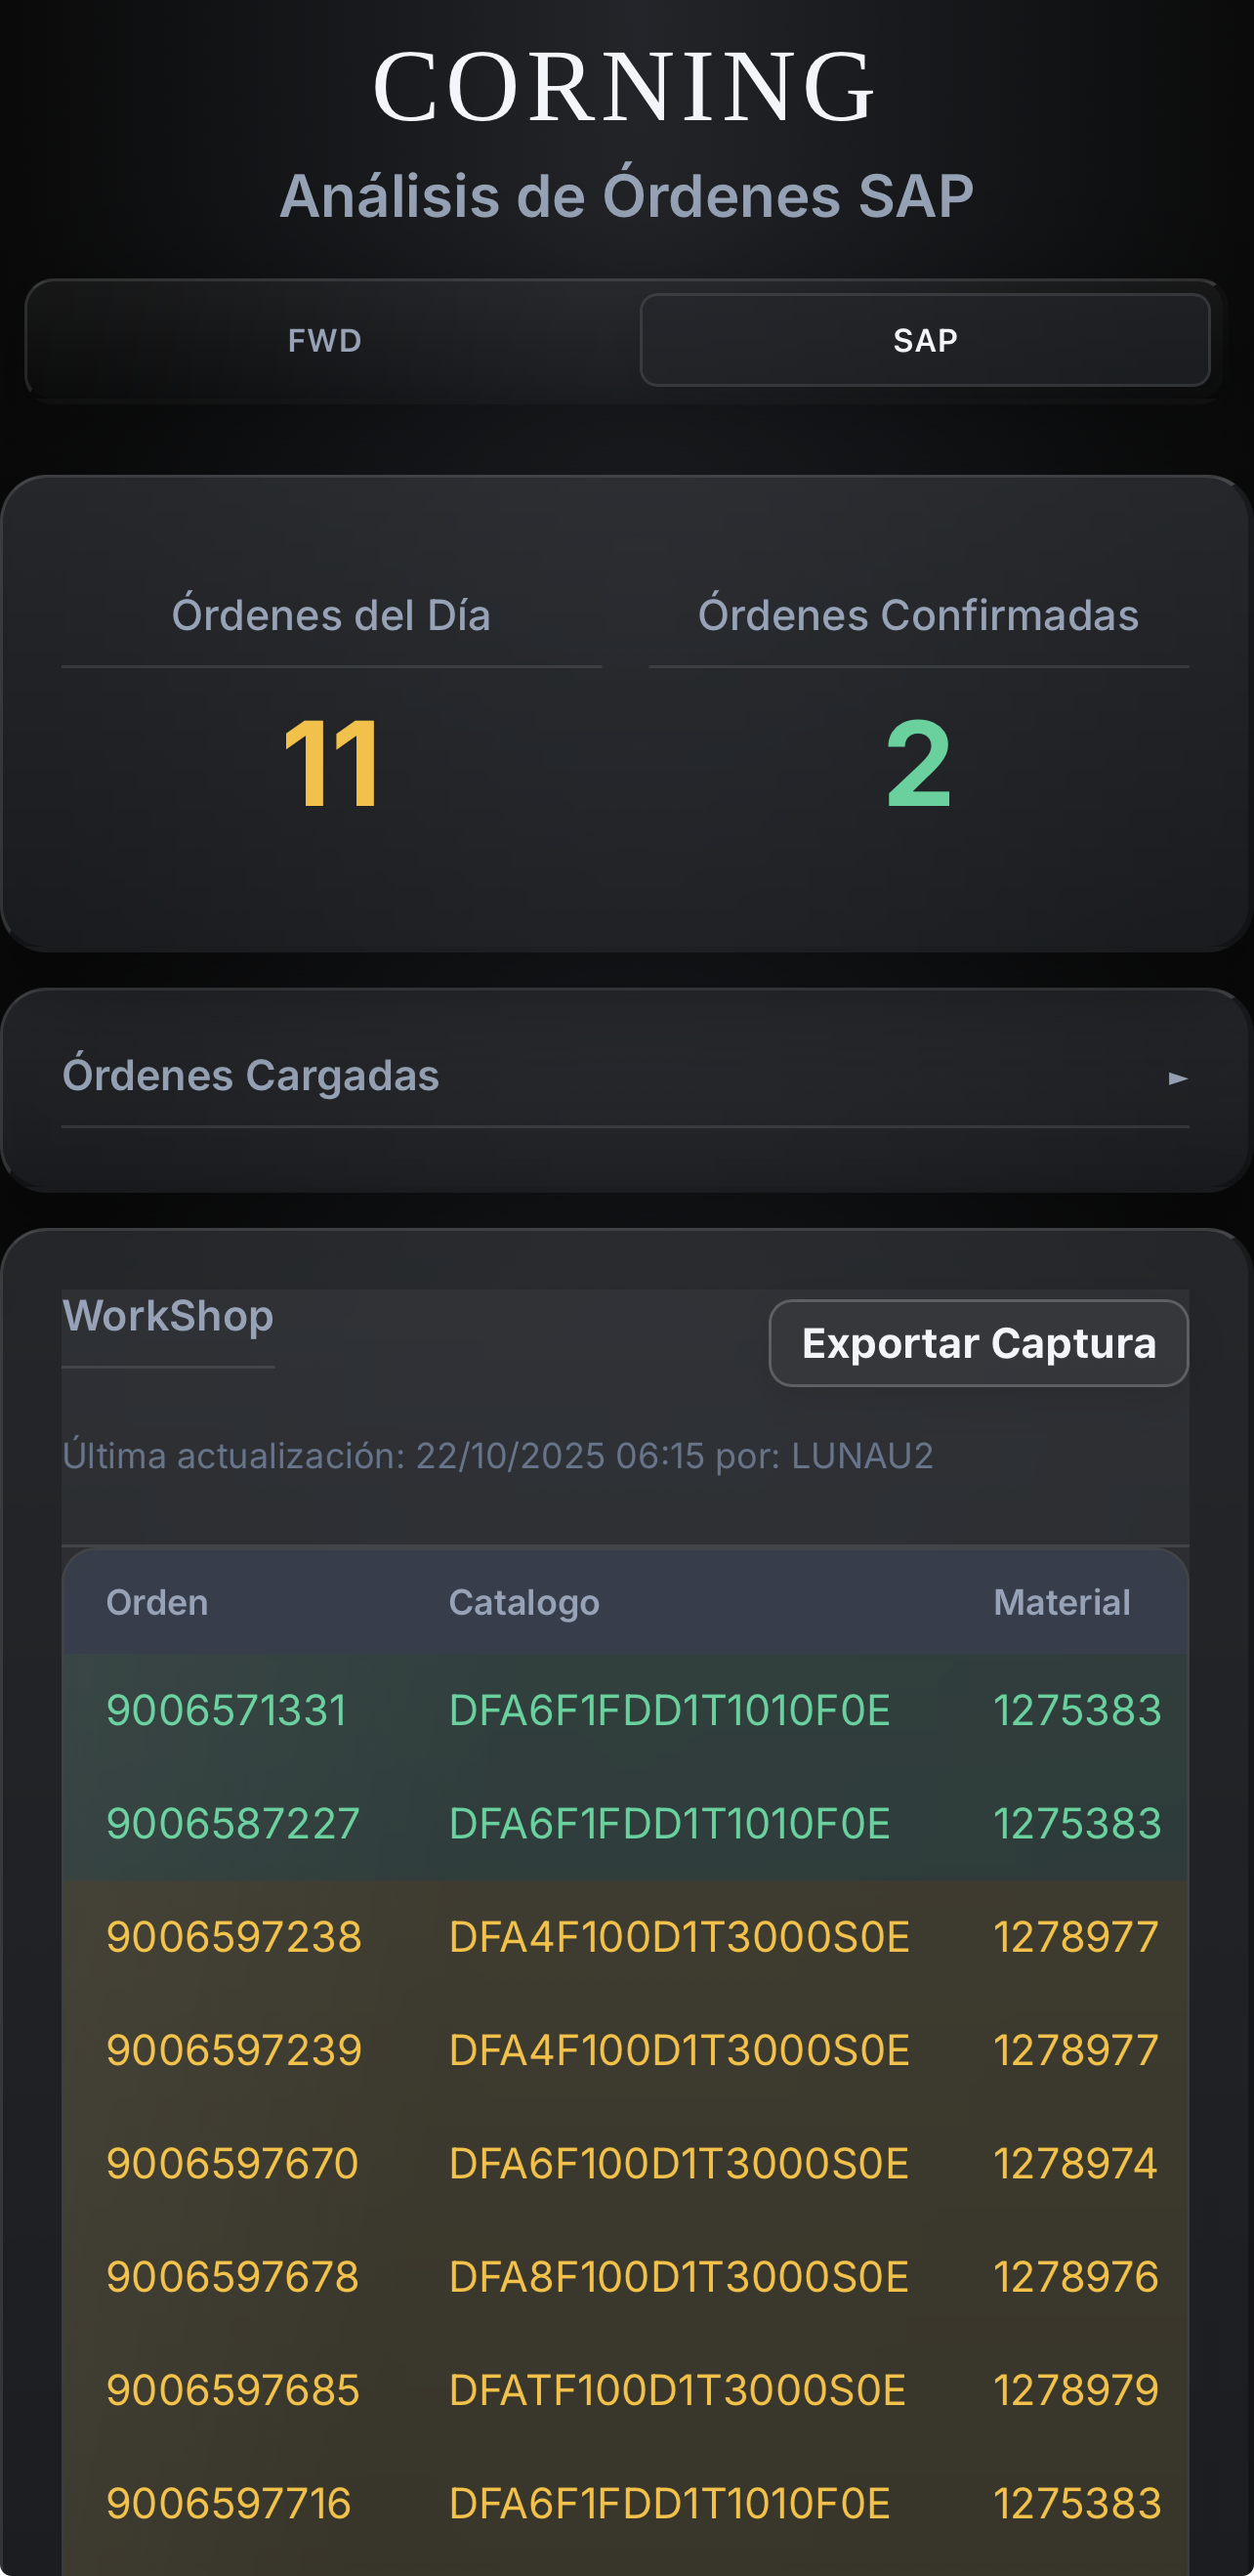 CORNING
Análisis de Órdenes SAP
FWD SAP
Órdenes del Día Órdenes Confirmadas
11 2
Órdenes Cargadas
WorkShop Exportar Captura
Última actualización: 22/10/2025 06:15 por: LUNAU2
Orden Catalogo Material
9006571331 DFA6F1FDD1T1010F0E 1275383
9006587227 DFA6F1FDD1T1010F0E 1275383
9006597238 DFA4F100D1T3000S0E 1278977
9006597239 DFA4F100D1T3000S0E 1278977
9006597670 DFA6F100D1T3000S0E 1278974
9006597678 DFA8F100D1T3000S0E 1278976
9006597685 DFATF100D1T3000S0E 1278979
9006597716 DFA6F1FDD1T1010F0E 1275383